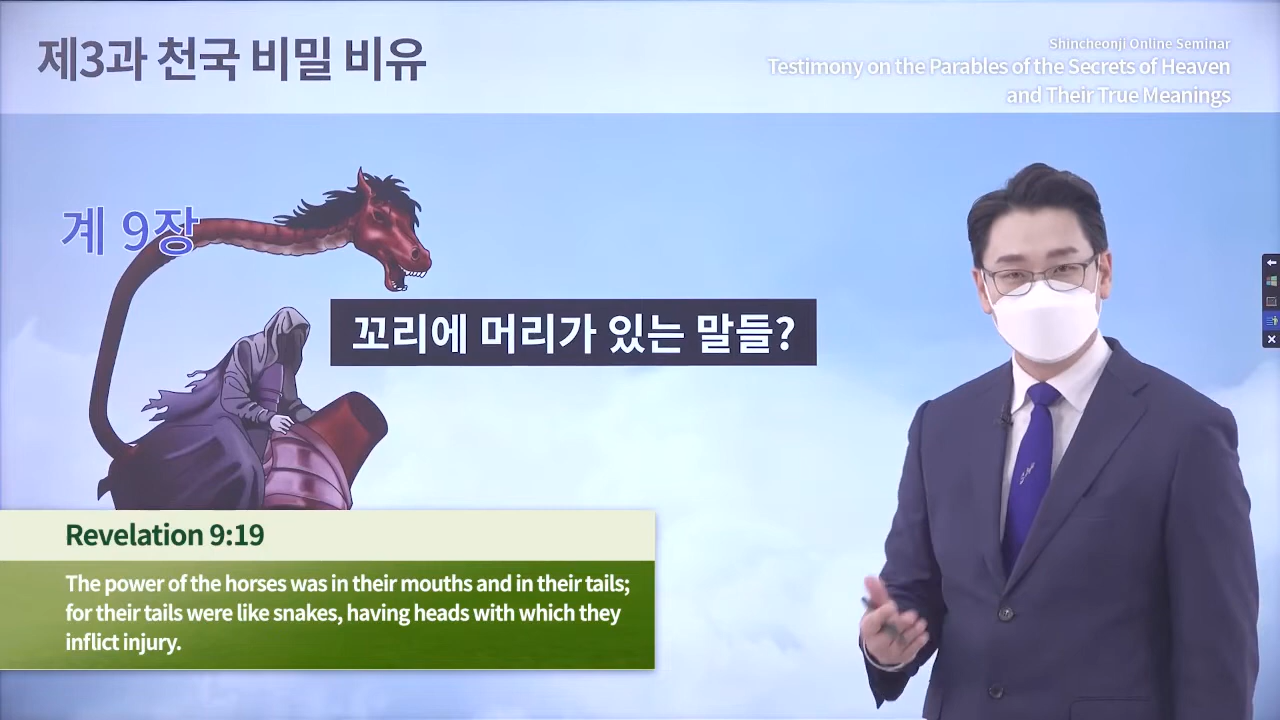 제3과 천국 비밀 비유
Shincheonji Online Seminar
Testimony on the Parables of the Secrets of Heaven
and Their True Meanings
계 9장
꼬리에 머리가 있는 말들?
Revelation 9:19
The power of the horses was in their mouths and in their tails;
for their tails were like snakes, having heads with which they
inflict injury.